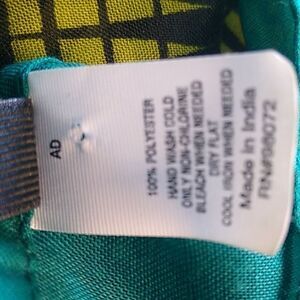 AD
100% POLYESTER
HAND WASH COLD
ONLY NON-CHLORINE
BLEACH WHEN NEEDED
DRY FLAT
COOL IRON WHEN NEEDED
Made in India
RN#98072